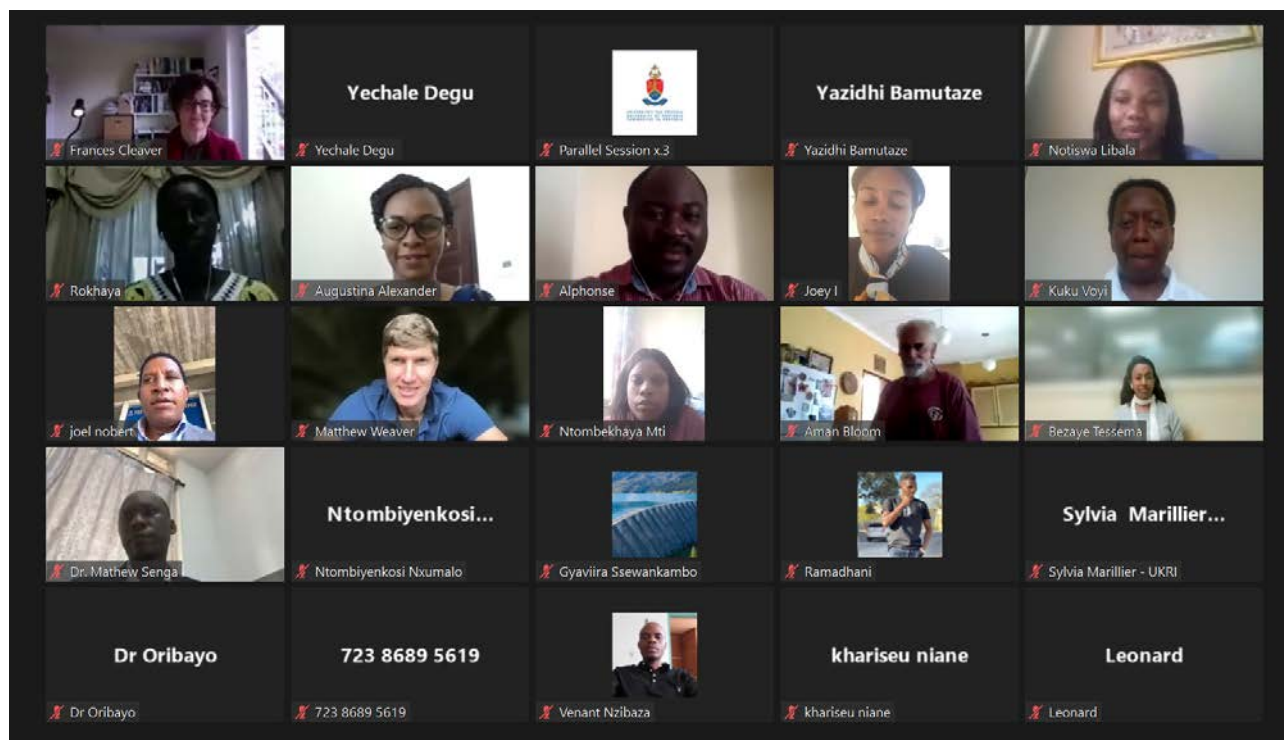 Frances Cleaver
Yechale Degu
Yechale Degu
Parallel Session x.3
Yazidhi Bamutaze
Yazidhi Bamutaze
Notiswa Libala
Rokhaya
Augustina Alexander
Alphonse
Joey I
Kuku Voyi
joel nobert
Matthew Weaver
Ntombekhaya Mti
Aman Bloom
Bezaye Tessema
Dr. Mathew Senga
Ntombiyenkosi...
Ntombiyenkosi Nxumalo
Gyaviira Ssewankambo
Ramadhani
Sylvia Marillier...
Sylvia Marillier - UKRI
Dr Oribayo
Dr Oribayo
723 8689 5619
723 8689 5619
Venant Nzibaza
khariseu niane
khariseu niane
Leonard
Leonard